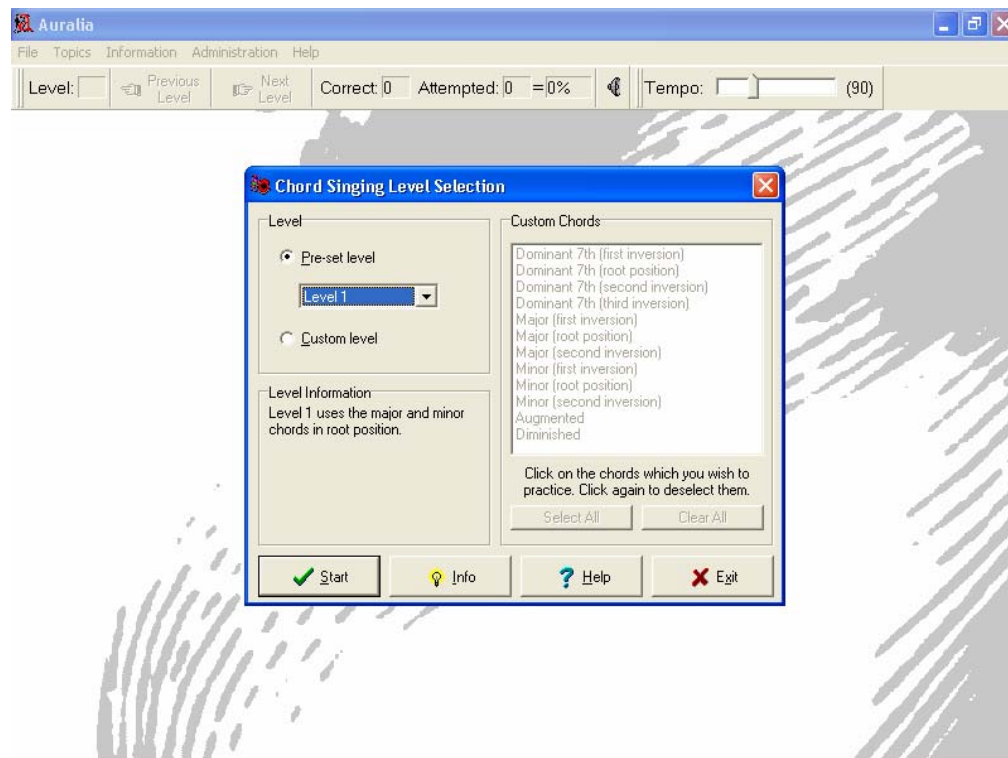 Auralia
File Topics Information Administration Help
Level: Previous Level Next Level Correct: 0 Attempted: 0 = 0% Tempo: (90)
Chord Singing Level Selection
Level
Pre-set level
Level 1
Custom level
Level Information
Level 1 uses the major and minor
chords in root position.
Custom Chords
Dominant 7th (first inversion)
Dominant 7th (root position)
Dominant 7th (second inversion)
Dominant 7th (third inversion)
Major (first inversion)
Major (root position)
Major (second inversion)
Minor (first inversion)
Minor (root position)
Minor (second inversion)
Augmented
Diminished
Click on the chords which you wish to
practice. Click again to deselect them.
Select All Clear All
Start Info Help Exit